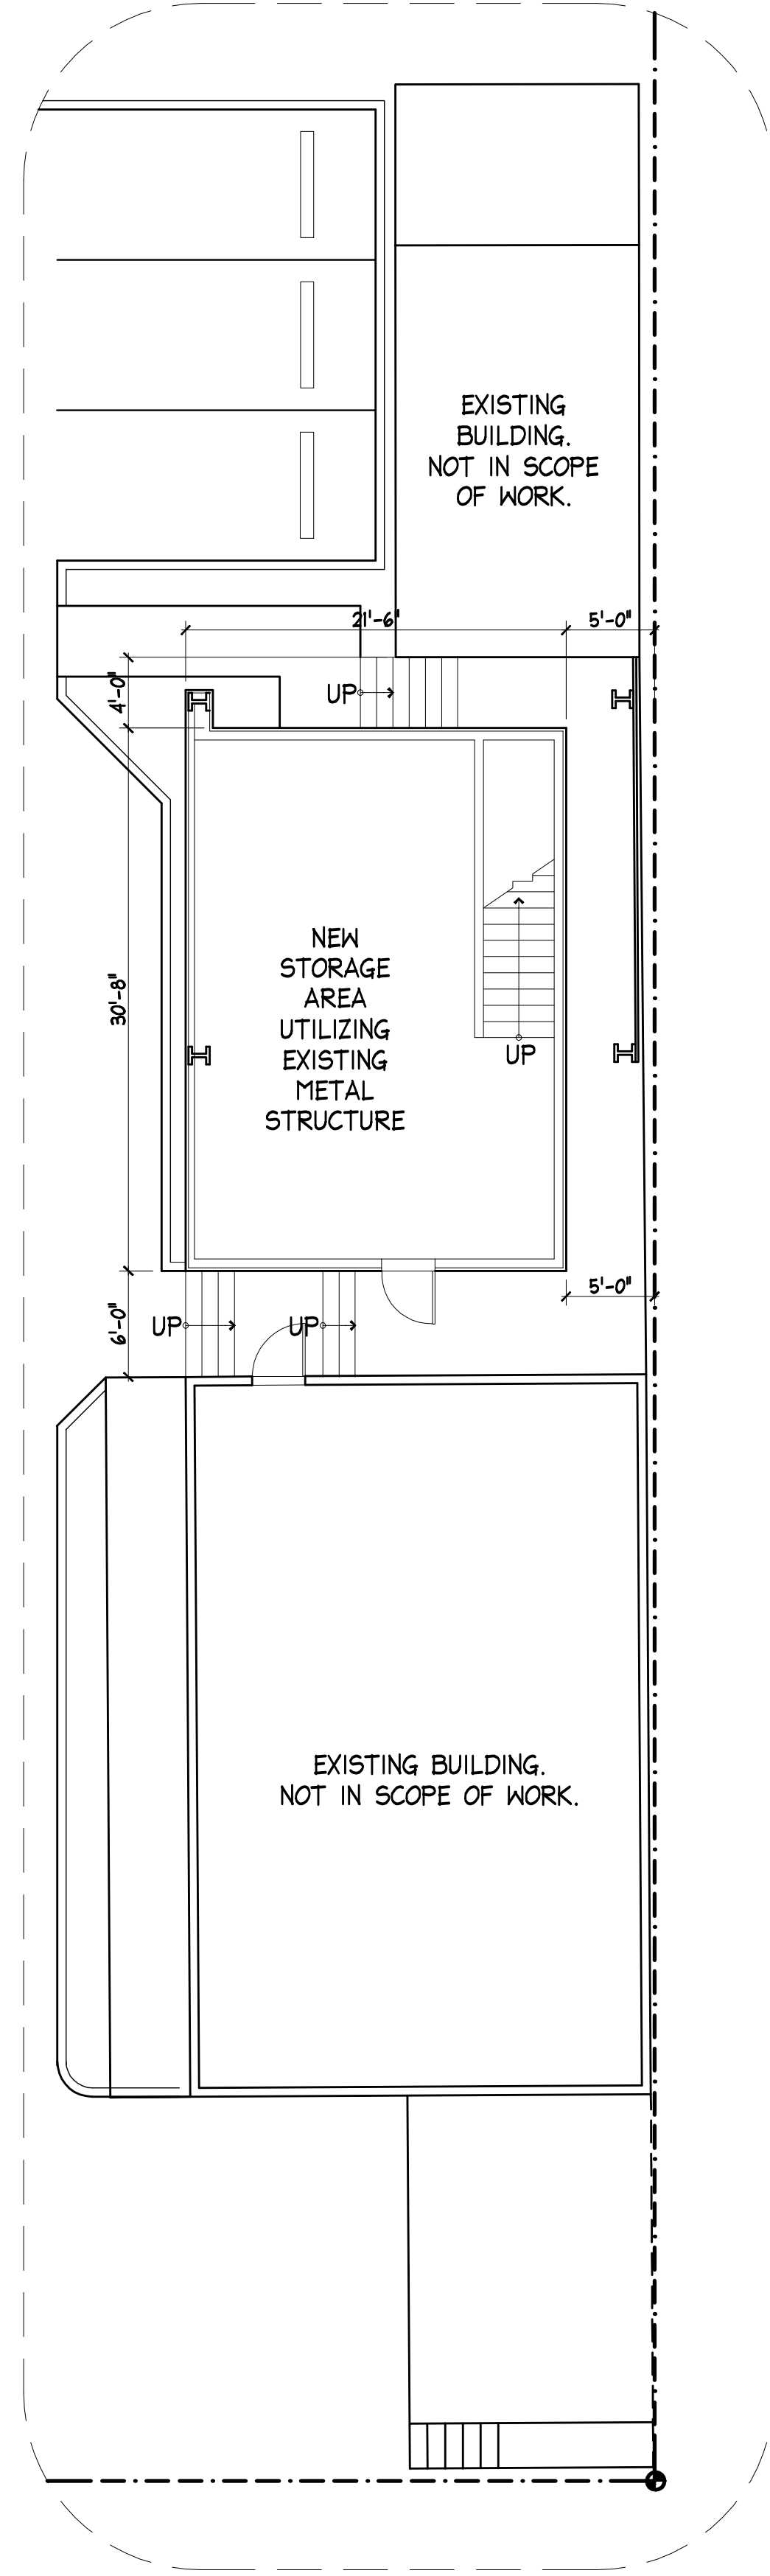 EXISTING
BUILDING.
NOT IN SCOPE
OF WORK.
21'-6"
5'-0"
4'-0"
UP
NEW
STORAGE
AREA
UTILIZING
EXISTING
METAL
STRUCTURE
30'-8"
UP
5'-0"
6'-0"
UP
UP
EXISTING BUILDING.
NOT IN SCOPE OF WORK.